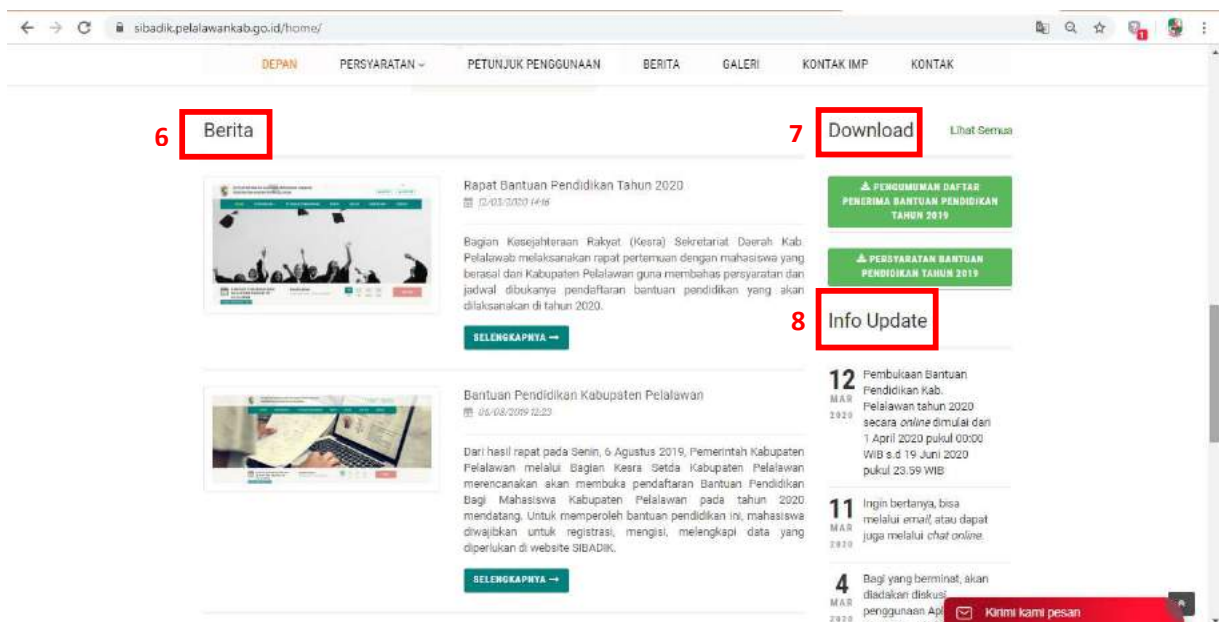 sibadik.pelalawankab.go.id/home/
1
DEPAN PERSYARATAN PETUNJUK PENGGUNAAN BERITA GALERI KONTAK IMP KONTAK
6
Berita
Rapat Bantuan Pendidikan Tahun 2020
12/03/2020 14:16
Bagian Kesejahteraan Rakyat (Kesra) Sekretariat Daerah Kab.
Pelalawab melaksanakan rapat pertemuan dengan mahasiswa yang
berasal dari Kabupaten Pelalawan guna membahas persyaratan dan
jadwal dibukanya pendaftaran bantuan pendidikan yang akan
dilaksanakan di tahun 2020.
SELENGKAPNYA →
Bantuan Pendidikan Kabupaten Pelalawan
06/08/2019 12:23
Dari hasil rapat pada Senin, 6 Agustus 2019, Pemerintah Kabupaten
Pelalawan melalui Bagian Kesra Setda Kabupaten Pelalawan
merencanakan akan membuka pendaftaran Bantuan Pendidikan
Bagi Mahasiswa Kabupaten Pelalawan pada tahun 2020
mendatang. Untuk memperoleh bantuan pendidikan ini, mahasiswa
diwajibkan untuk registrasi, mengisi, melengkapi data yang
diperlukan di website SIBADIK.
SELENGKAPNYA →
7
Download
Lihat Semua
PENGUMUMAN DAFTAR
PENERIMA BANTUAN PENDIDIKAN
TAHUN 2019
PERSYARATAN BANTUAN
PENDIDIKAN TAHUN 2019
8
Info Update
12
MAR
2020
Pembukaan Bantuan
Pendidikan Kab.
Pelalawan tahun 2020
secara online dimulai dari
1 April 2020 pukul 00:00
WIB s.d 19 Juni 2020
pukul 23.59 WIB
11
MAR
2020
Ingin bertanya, bisa
melalui email, atau dapat
juga melalui chat online.
4
MAR
2020
Bagi yang berminat, akan
diadakan diskusi
penggunaan Apl
Kirimi kami pesan